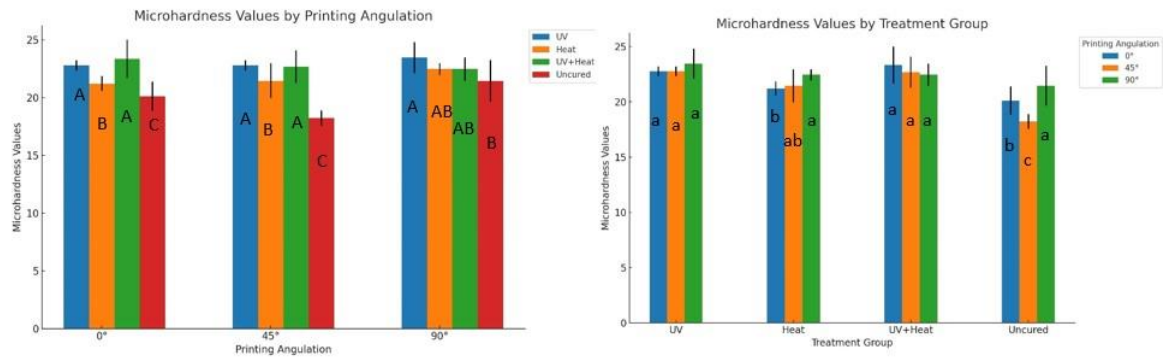 Microhardness Values by Printing Angulation
UV
Heat
UV+Heat
Uncured
Microhardness Values
25
20
15
10
5
0
A
B
A
C
A
B
A
C
A
AB
AB
B
0°
45°
90°
Printing Angulation
Microhardness Values by Treatment Group
Printing Angulation
0°
45°
90°
Microhardness Values
25
20
15
10
5
0
a
a
a
b
ab
a
a
a
a
b
c
a
UV
Heat
UV+Heat
Uncured
Treatment Group